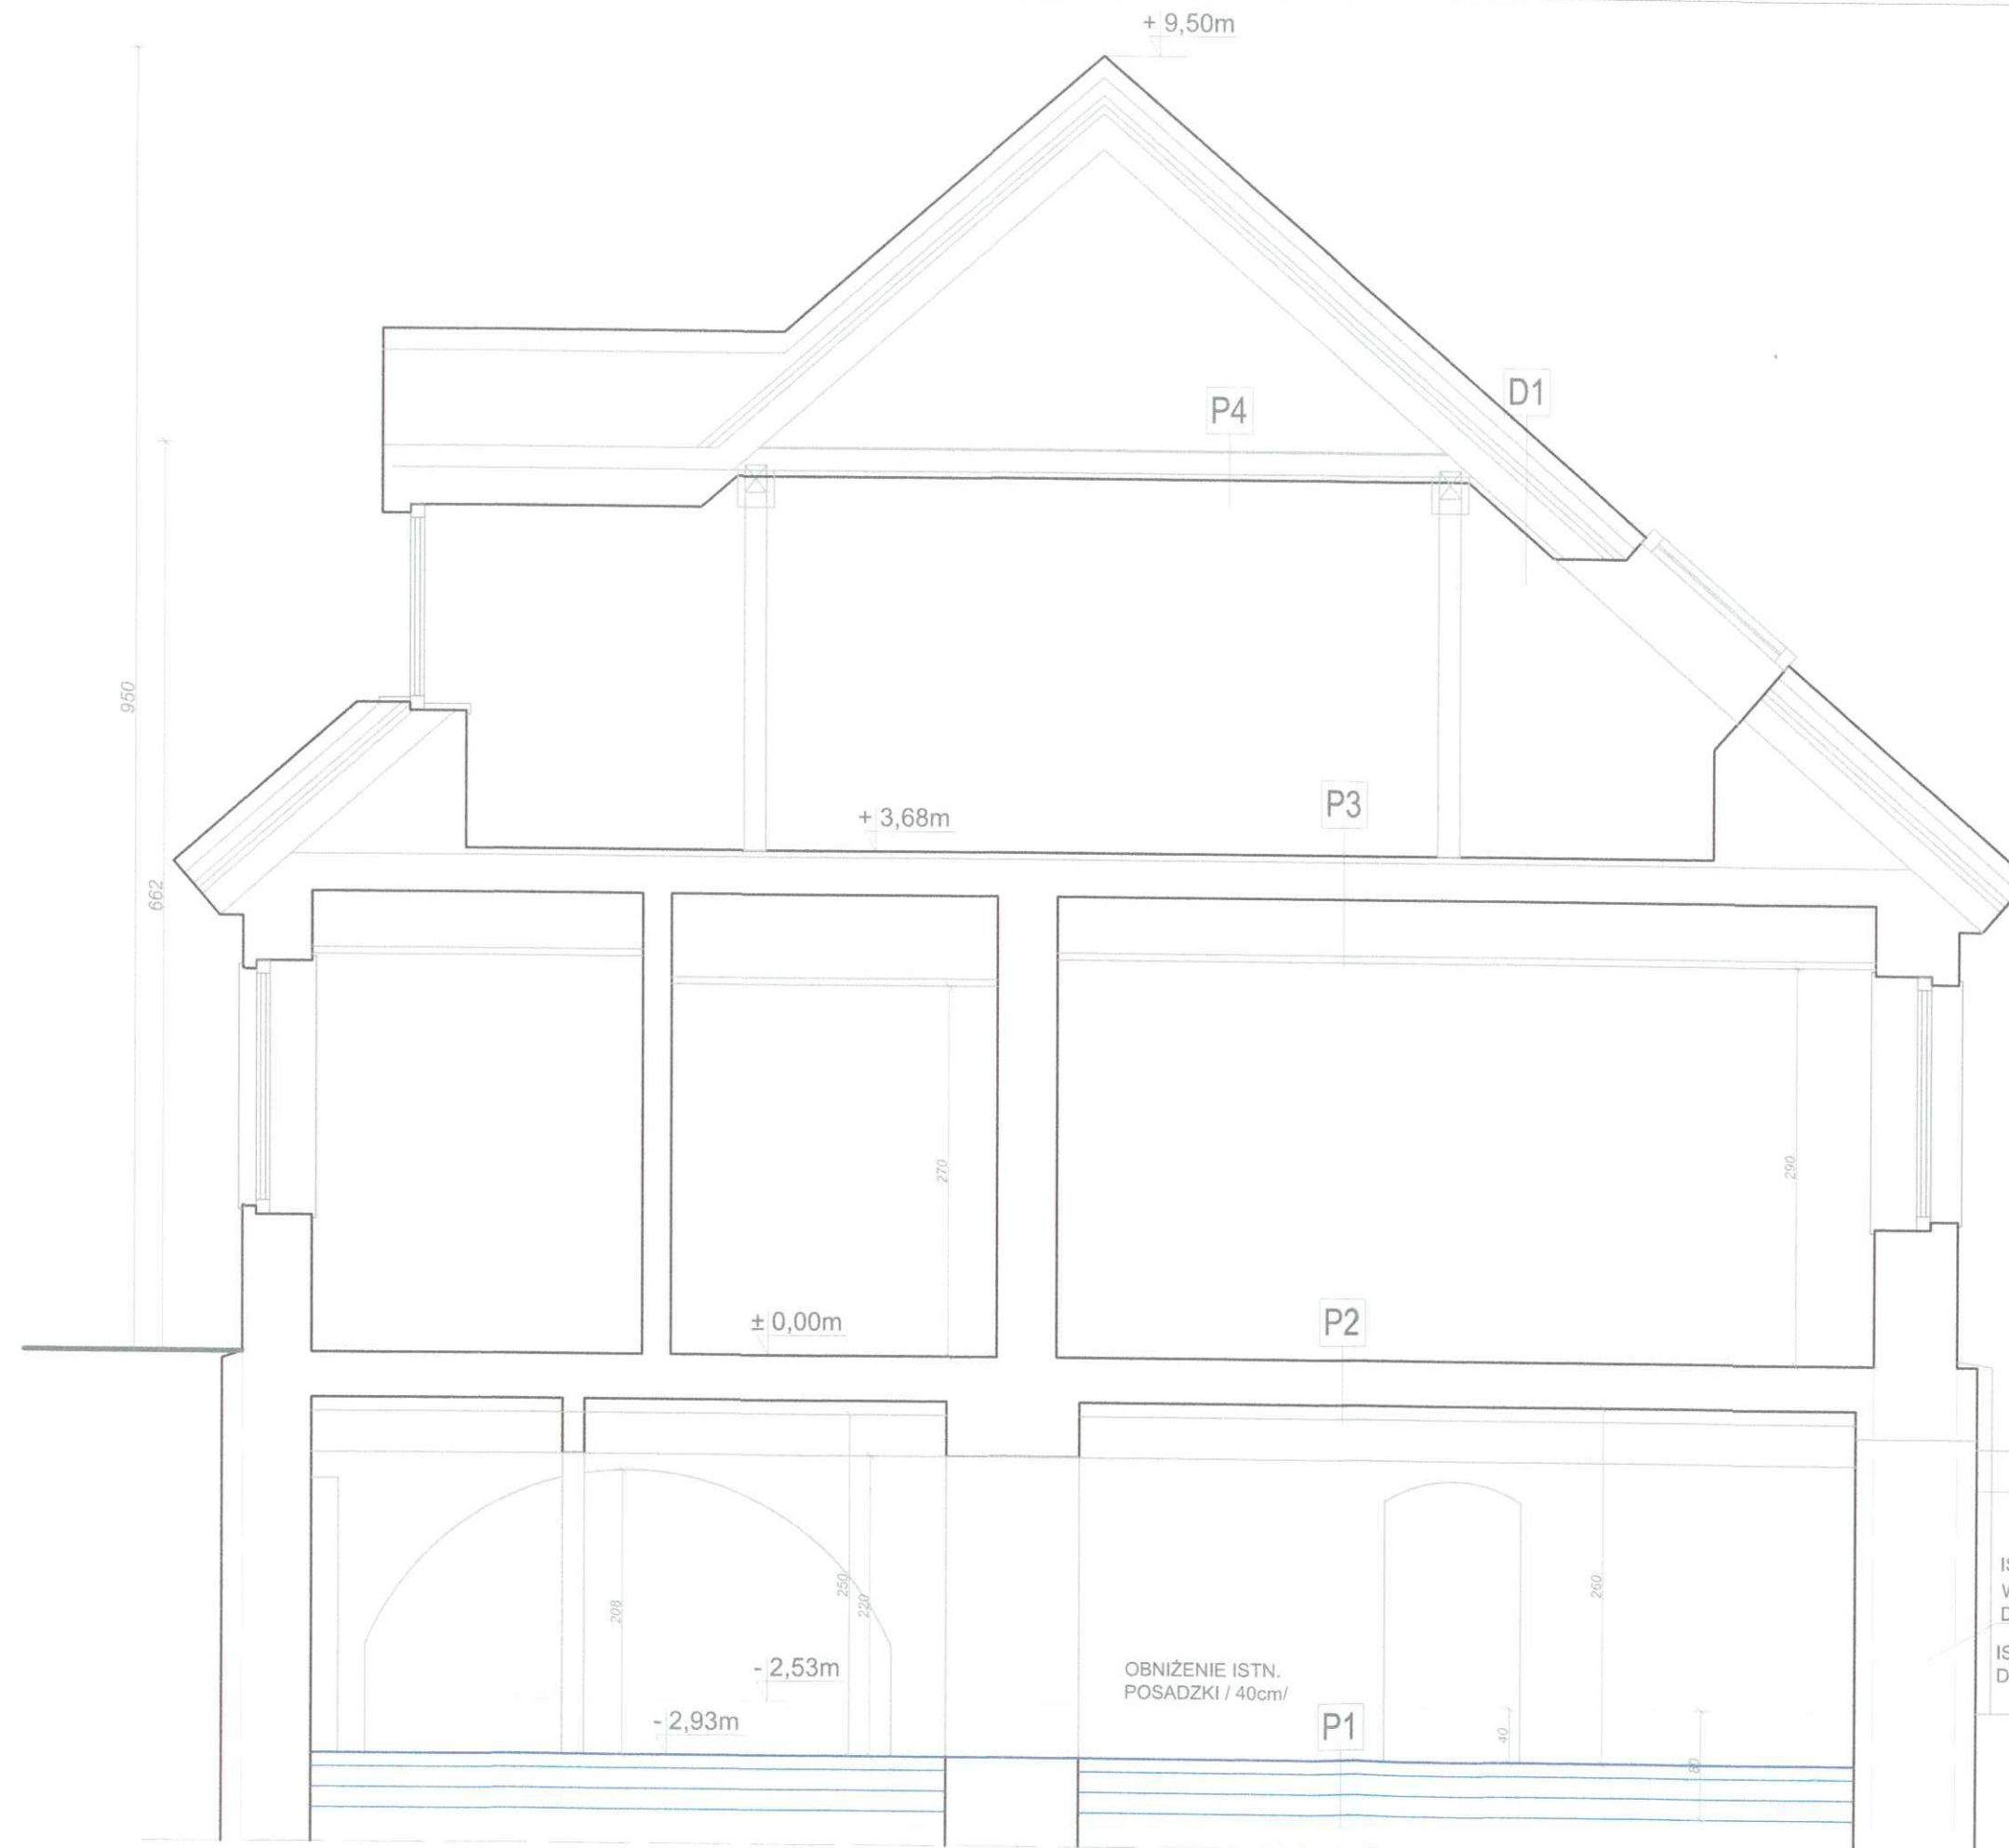 + 9,50m
D1
P4
950
P3
+ 3,68m
662
270
290
± 0,00m
P2
250
220
208
260
- 2,53m
OBNIŻENIE ISTN.
POSADZKI / 40cm/
- 2,93m
P1
40
80